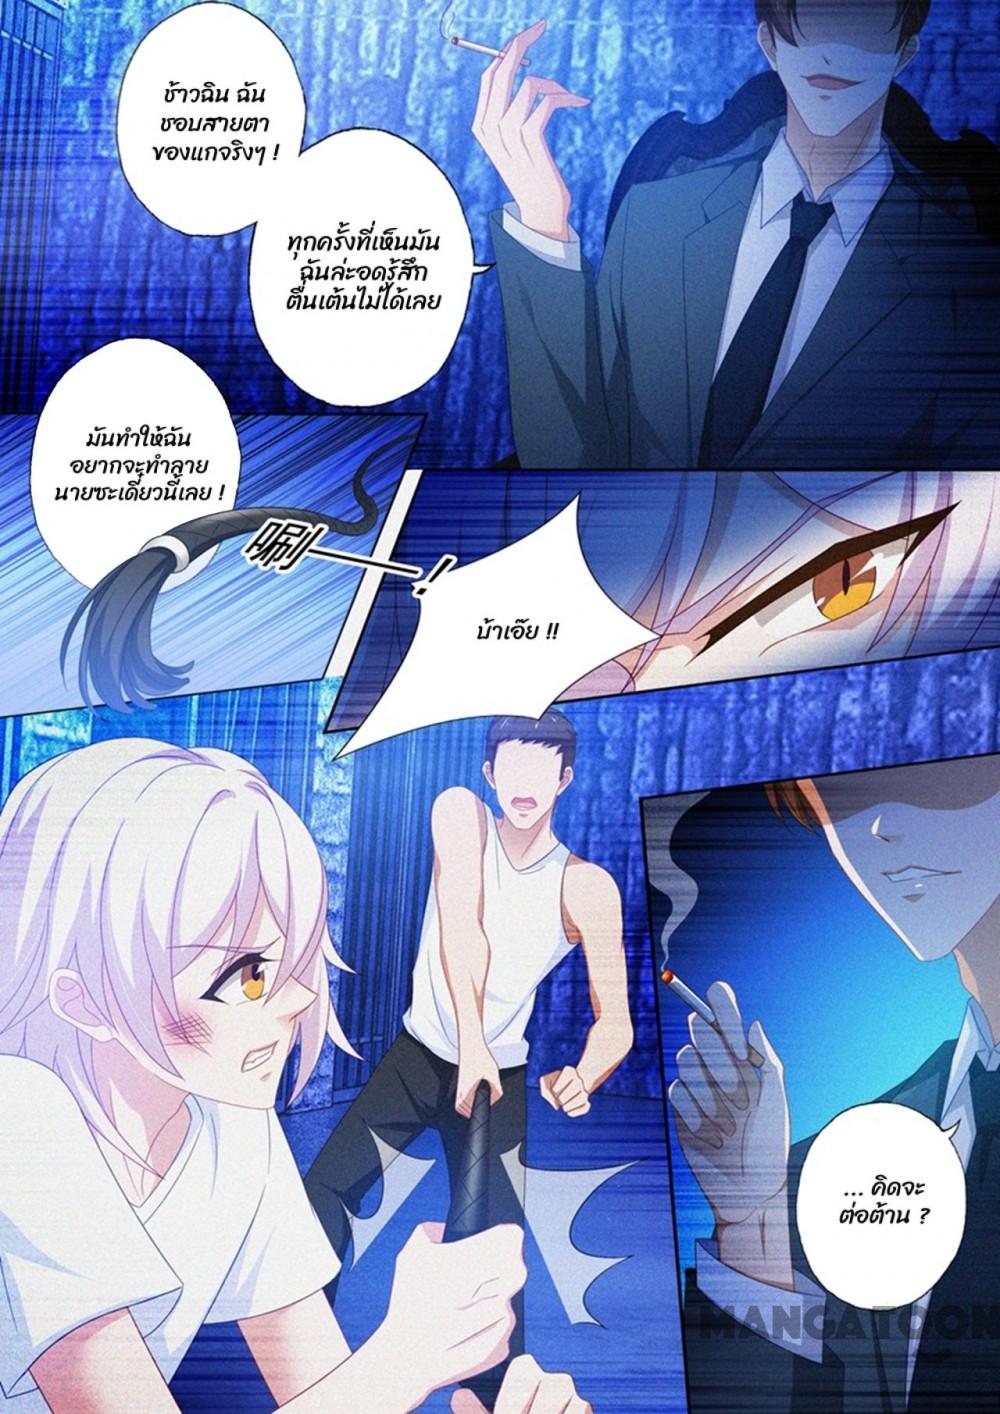 ช้าวฉิน ฉัน
ชอบสายตา
ของแกจริงๆ !
ทุกครั้งที่เห็นมัน
ฉันล่ะอดรู้สึก
ตื่นเต้นไม่ได้เลย
มันทำให้ฉัน
อยากจะทำลาย
นายซะเดี๋ยวนี้เลย !
唰—！
บ้าเอ๊ย !!
... คิดจะ
ต่อต้าน ?
MANGATOON